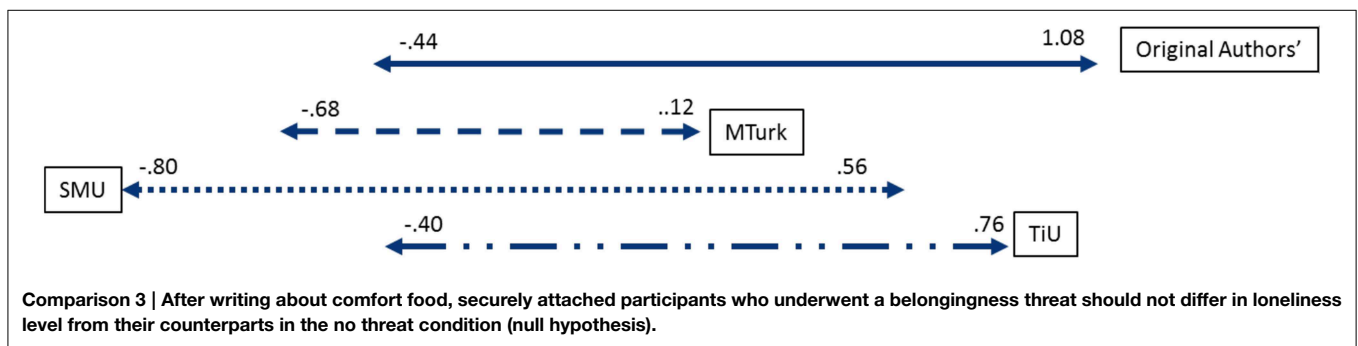 -.44 1.08 Original Authors'
-.68 ..12 MTurk
SMU -.80 .56
-.40 .76 TiU
Comparison 3 | After writing about comfort food, securely attached participants who underwent a belongingness threat should not differ in loneliness
level from their counterparts in the no threat condition (null hypothesis).